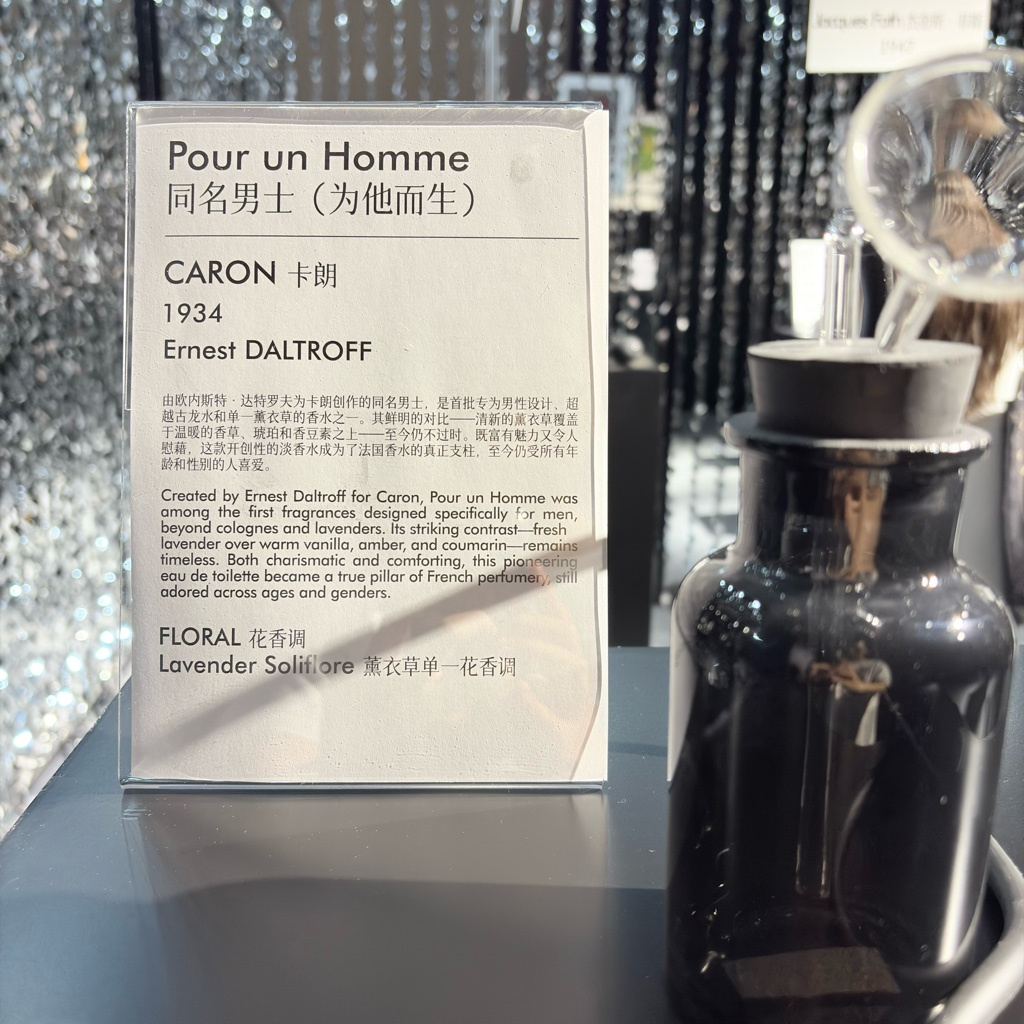 Pour un Homme
同名男士（为他而生）
CARON 卡朗
1934
Ernest DALTROFF
由欧内斯特·达特罗夫为卡朗创作的同名男士，是首批专为男性设计、超
越古龙水和单一薰衣草的香水之一。其鲜明的对比——清新的薰衣草覆盖
于温暖的香草、琥珀和香豆素之上——至今仍不过时。既富有魅力又令人
慰藉，这款开创性的淡香水成为了法国香水的真正支柱，至今仍受所有年
龄和性别的人喜爱。
Created by Ernest Daltroff for Caron, Pour un Homme was
among the first fragrances designed specifically for men,
beyond colognes and lavenders. Its striking contrast—fresh
lavender over warm vanilla, amber, and coumarin—remains
timeless. Both charismatic and comforting, this pioneering
eau de toilette became a true pillar of French perfumery, still
adored across ages and genders.
FLORAL 花香调
Lavender Soliflore 薰衣草单一花香调
Jacques Fath
1947